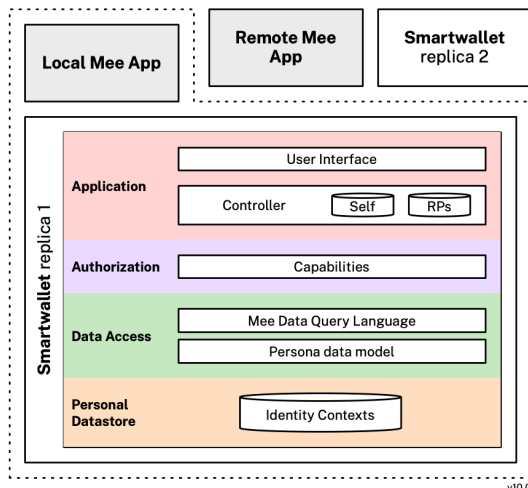 Local Mee App
Remote Mee
App
Smartwallet
replica 2
Smartwallet replica 1
Application
User Interface
Controller
Self
RPs
Authorization
Capabilities
Data Access
Mee Data Query Language
Persona data model
Personal
Datastore
Identity Contexts